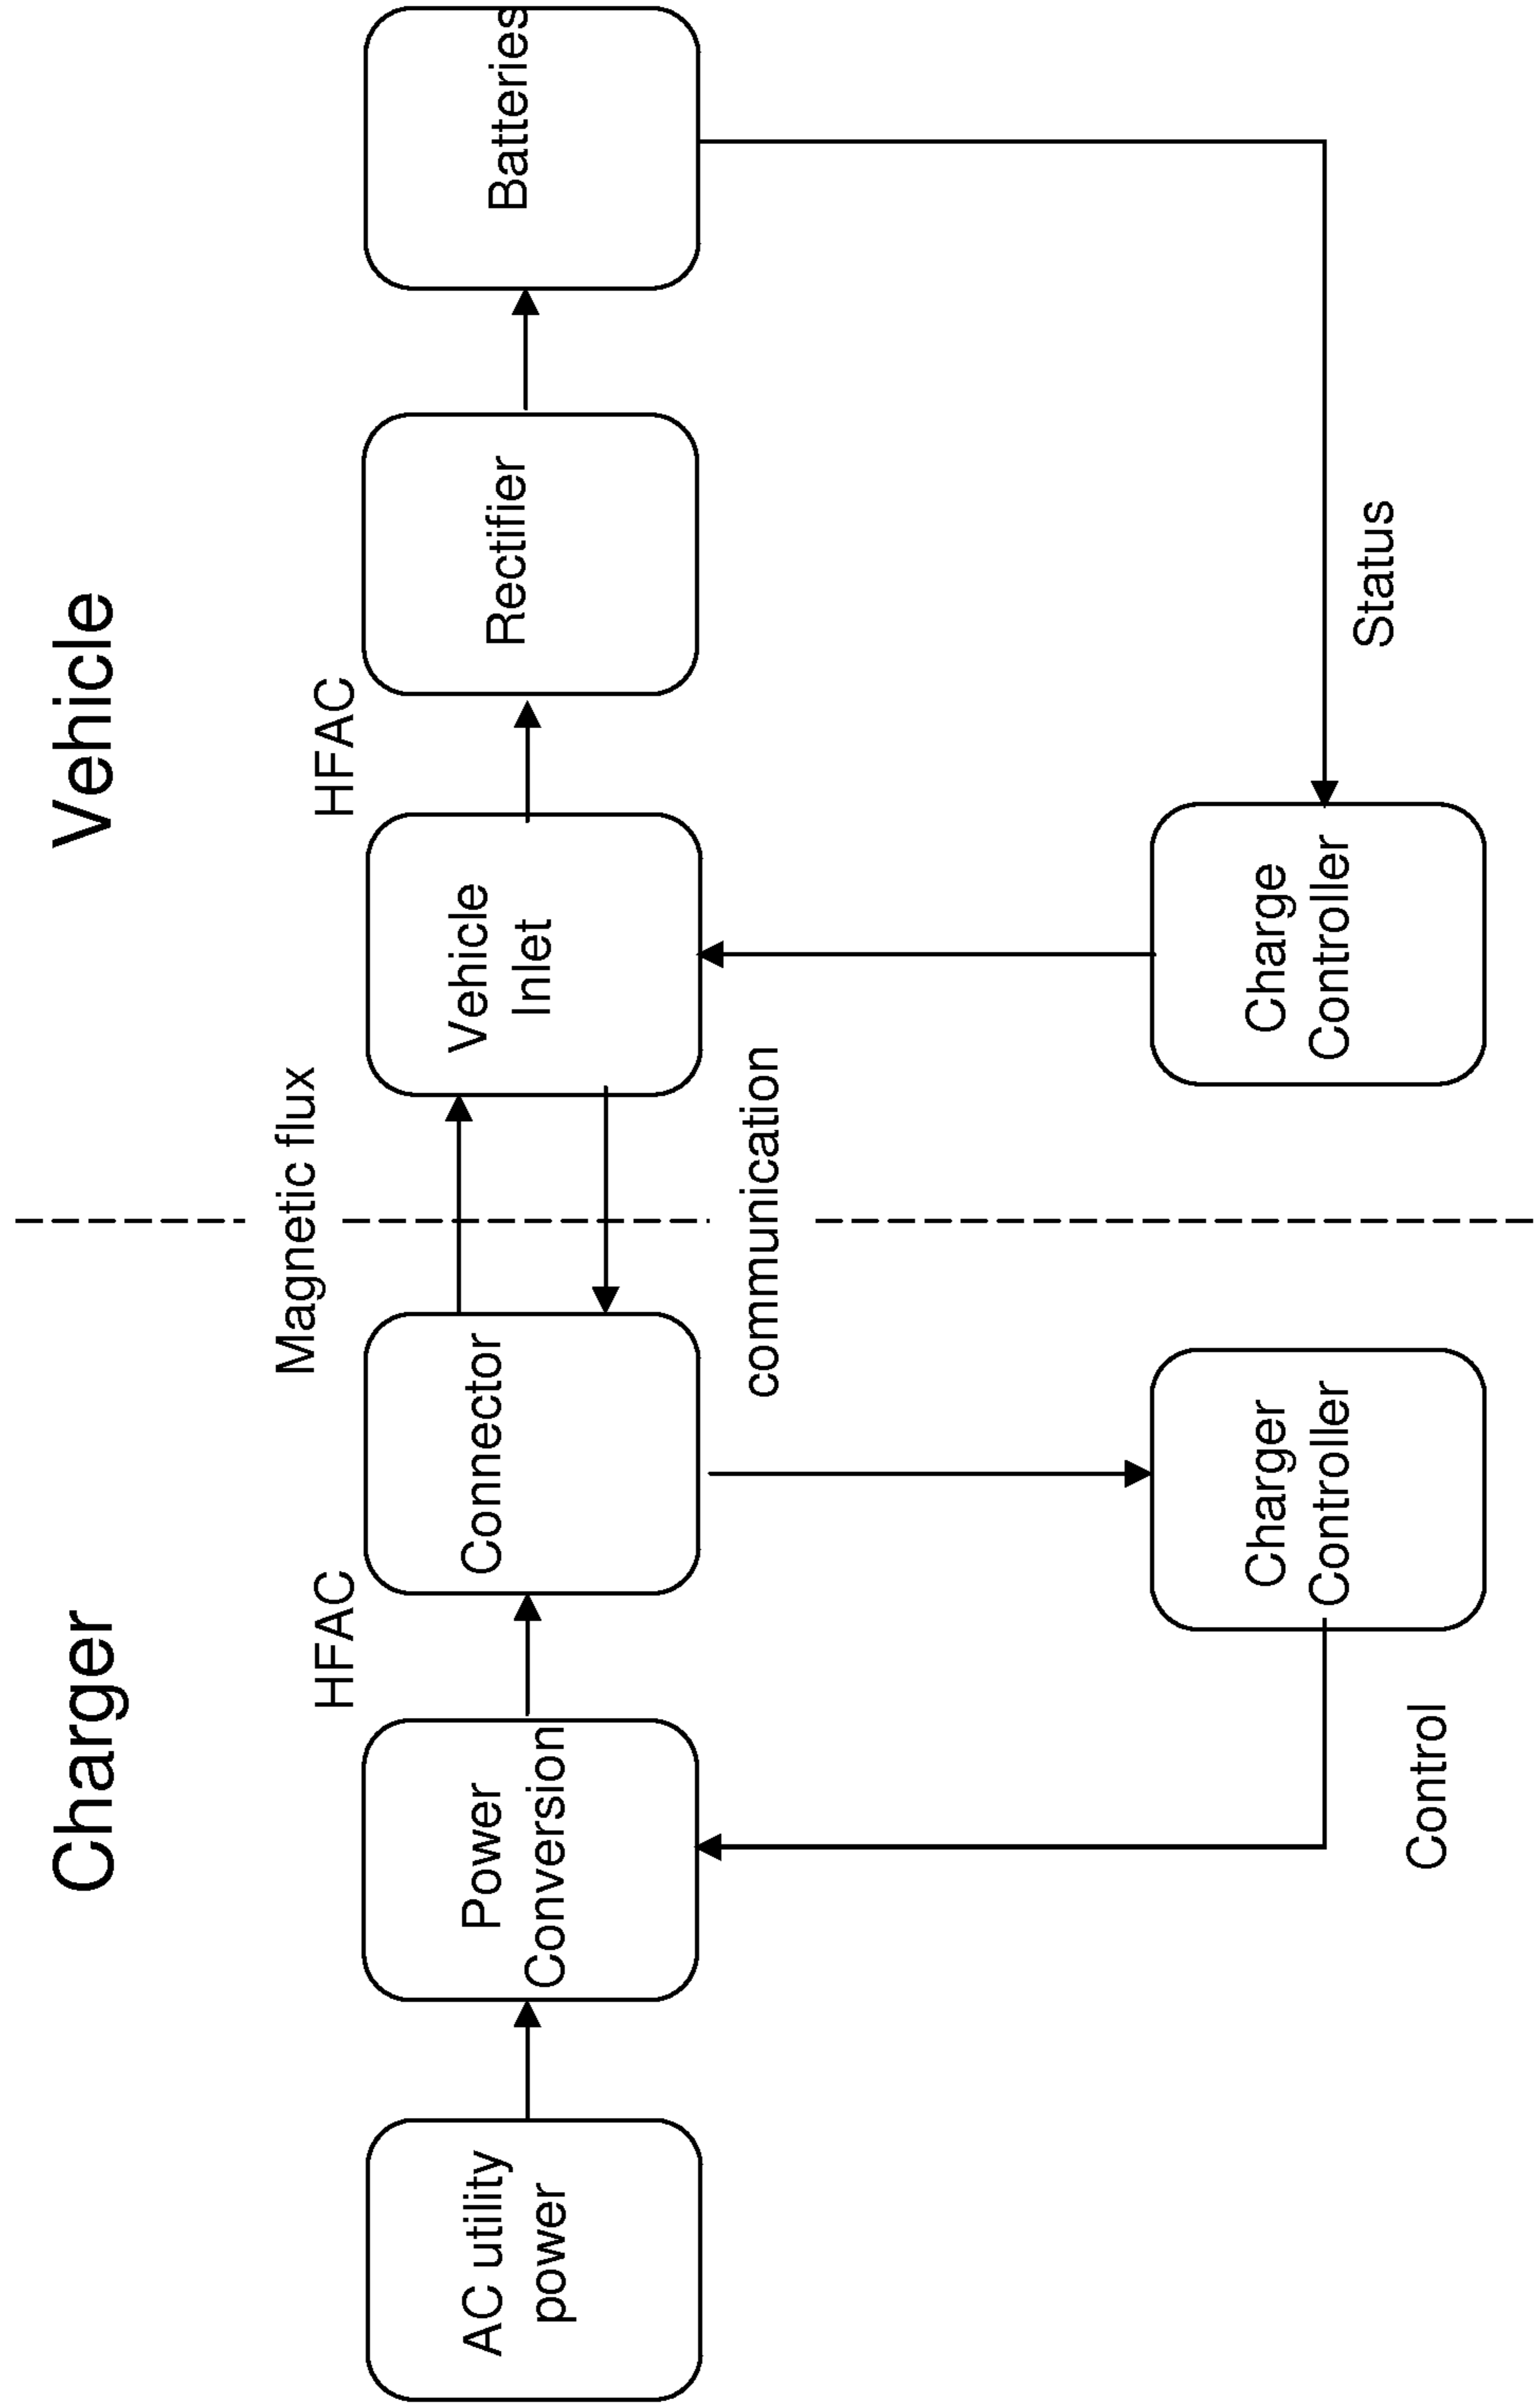 Charger
Vehicle
Magnetic flux
HFAC
HFAC
AC utility
power
Power
Conversion
Connector
Vehicle
Inlet
Rectifier
Batteries
communication
Charger
Controller
Charge
Controller
Status
Control